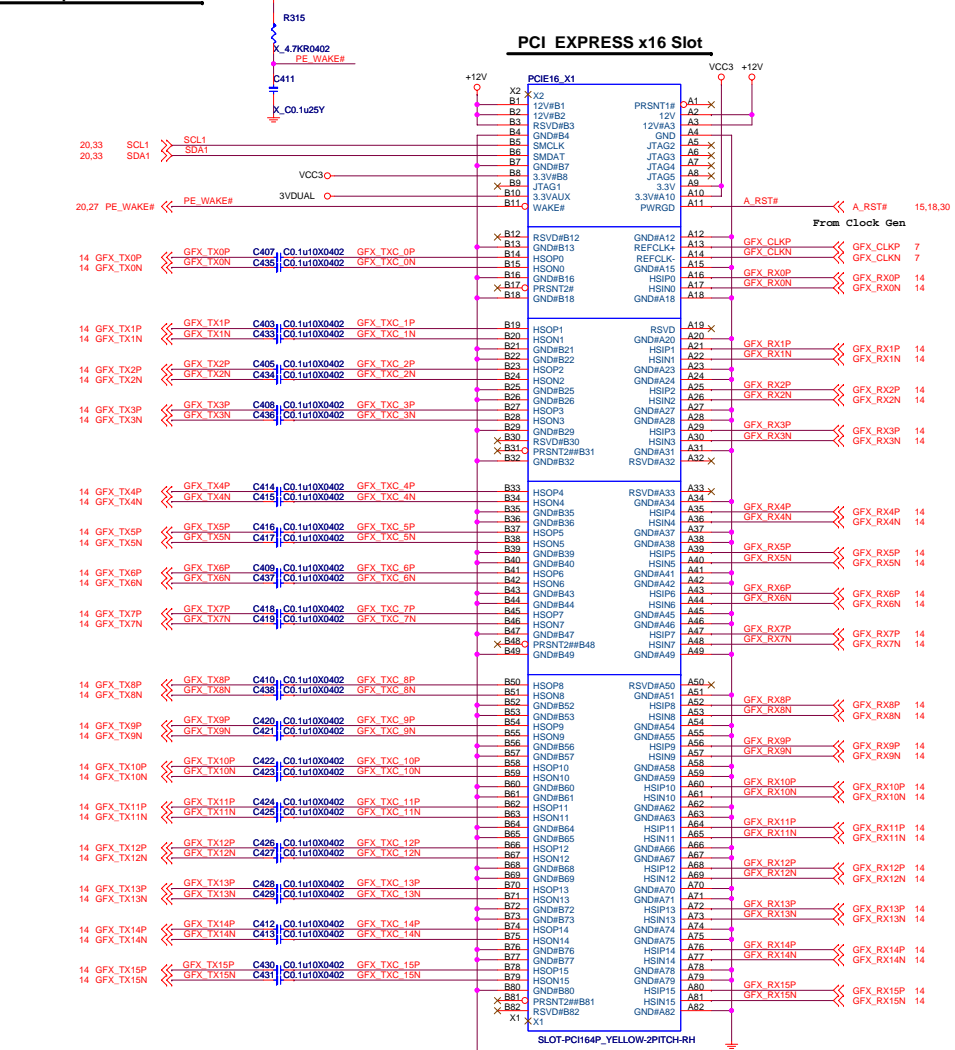 R315
X_4.7KR0402
PE_WAKE#
C411
X_C0.1u25Y
PCI EXPRESS x16 Slot
VCC3 +12V
+12V PCIE16_X1
X2 X2
B1 12V#B1 PRSNT1# A1
B2 12V#B2 12V A2
B3 RSVD#B3 12V#A3 A3
B4 GND#B4 GND A4
20,33 SCL1 SCL1 B5 SMCLK JTAG2 A5
20,33 SDA1 SDA1 B6 SMDAT JTAG3 A6
B7 GND#B7 JTAG4 A7
VCC3 B8 3.3V#B8 JTAG5 A8
B9 JTAG1 3.3V A9
3VDUAL B10 3.3VAUX 3.3V#A10 A10
20,27 PE_WAKE# PE_WAKE# B11 WAKE# PWRGD A11 A_RST# A_RST# 15,18,30
From Clock Gen
B12 RSVD#B12 GND#A12 A12
B13 GND#B13 REFCLK+ A13 GFX_CLKP GFX_CLKP 7
14 GFX_TX0P GFX_TX0P C407 C0.1u10X0402 GFX_TXC_0P B14 HSOP0 REFCLK- A14 GFX_CLKN GFX_CLKN 7
14 GFX_TX0N GFX_TX0N C435 C0.1u10X0402 GFX_TXC_0N B15 HSON0 GND#A15 A15
B16 GND#B16 HSIP0 A16 GFX_RX0P GFX_RX0P 14
B17 PRSNT2# HSIN0 A17 GFX_RX0N GFX_RX0N 14
B18 GND#B18 GND#A18 A18
14 GFX_TX1P GFX_TX1P C403 C0.1u10X0402 GFX_TXC_1P B19 HSOP1 RSVD A19
14 GFX_TX1N GFX_TX1N C433 C0.1u10X0402 GFX_TXC_1N B20 HSON1 GND#A20 A20
B21 GND#B21 HSIP1 A21 GFX_RX1P GFX_RX1P 14
B22 GND#B22 HSIN1 A22 GFX_RX1N GFX_RX1N 14
14 GFX_TX2P GFX_TX2P C405 C0.1u10X0402 GFX_TXC_2P B23 HSOP2 GND#A23 A23
14 GFX_TX2N GFX_TX2N C434 C0.1u10X0402 GFX_TXC_2N B24 HSON2 GND#A24 A24
B25 GND#B25 HSIP2 A25 GFX_RX2P GFX_RX2P 14
B26 GND#B26 HSIN2 A26 GFX_RX2N GFX_RX2N 14
14 GFX_TX3P GFX_TX3P C408 C0.1u10X0402 GFX_TXC_3P B27 HSOP3 GND#A27 A27
14 GFX_TX3N GFX_TX3N C436 C0.1u10X0402 GFX_TXC_3N B28 HSON3 GND#A28 A28
B29 GND#B29 HSIP3 A29 GFX_RX3P GFX_RX3P 14
B30 RSVD#B30 HSIN3 A30 GFX_RX3N GFX_RX3N 14
B31 PRSNT2##B31 GND#A31 A31
B32 GND#B32 RSVD#A32 A32
14 GFX_TX4P GFX_TX4P C414 C0.1u10X0402 GFX_TXC_4P B33 HSOP4 RSVD#A33 A33
14 GFX_TX4N GFX_TX4N C415 C0.1u10X0402 GFX_TXC_4N B34 HSON4 GND#A34 A34
B35 GND#B35 HSIP4 A35 GFX_RX4P GFX_RX4P 14
B36 GND#B36 HSIN4 A36 GFX_RX4N GFX_RX4N 14
14 GFX_TX5P GFX_TX5P C416 C0.1u10X0402 GFX_TXC_5P B37 HSOP5 GND#A37 A37
14 GFX_TX5N GFX_TX5N C417 C0.1u10X0402 GFX_TXC_5N B38 HSON5 GND#A38 A38
B39 GND#B39 HSIP5 A39 GFX_RX5P GFX_RX5P 14
B40 GND#B40 HSIN5 A40 GFX_RX5N GFX_RX5N 14
14 GFX_TX6P GFX_TX6P C409 C0.1u10X0402 GFX_TXC_6P B41 HSOP6 GND#A41 A41
14 GFX_TX6N GFX_TX6N C437 C0.1u10X0402 GFX_TXC_6N B42 HSON6 GND#A42 A42
B43 GND#B43 HSIP6 A43 GFX_RX6P GFX_RX6P 14
B44 GND#B44 HSIN6 A44 GFX_RX6N GFX_RX6N 14
14 GFX_TX7P GFX_TX7P C418 C0.1u10X0402 GFX_TXC_7P B45 HSOP7 GND#A45 A45
14 GFX_TX7N GFX_TX7N C419 C0.1u10X0402 GFX_TXC_7N B46 HSON7 GND#A46 A46
B47 GND#B47 HSIP7 A47 GFX_RX7P GFX_RX7P 14
B48 PRSNT2##B48 HSIN7 A48 GFX_RX7N GFX_RX7N 14
B49 GND#B49 GND#A49 A49
14 GFX_TX8P GFX_TX8P C410 C0.1u10X0402 GFX_TXC_8P B50 HSOP8 RSVD#A50 A50
14 GFX_TX8N GFX_TX8N C438 C0.1u10X0402 GFX_TXC_8N B51 HSON8 GND#A51 A51
B52 GND#B52 HSIP8 A52 GFX_RX8P GFX_RX8P 14
B53 GND#B53 HSIN8 A53 GFX_RX8N GFX_RX8N 14
14 GFX_TX9P GFX_TX9P C420 C0.1u10X0402 GFX_TXC_9P B54 HSOP9 GND#A54 A54
14 GFX_TX9N GFX_TX9N C421 C0.1u10X0402 GFX_TXC_9N B55 HSON9 GND#A55 A55
B56 GND#B56 HSIP9 A56 GFX_RX9P GFX_RX9P 14
B57 GND#B57 HSIN9 A57 GFX_RX9N GFX_RX9N 14
14 GFX_TX10P GFX_TX10P C422 C0.1u10X0402 GFX_TXC_10P B58 HSOP10 GND#A58 A58
14 GFX_TX10N GFX_TX10N C423 C0.1u10X0402 GFX_TXC_10N B59 HSON10 GND#A59 A59
B60 GND#B60 HSIP10 A60 GFX_RX10P GFX_RX10P 14
B61 GND#B61 HSIN10 A61 GFX_RX10N GFX_RX10N 14
14 GFX_TX11P GFX_TX11P C424 C0.1u10X0402 GFX_TXC_11P B62 HSOP11 GND#A62 A62
14 GFX_TX11N GFX_TX11N C425 C0.1u10X0402 GFX_TXC_11N B63 HSON11 GND#A63 A63
B64 GND#B64 HSIP11 A64 GFX_RX11P GFX_RX11P 14
B65 GND#B65 HSIN11 A65 GFX_RX11N GFX_RX11N 14
14 GFX_TX12P GFX_TX12P C426 C0.1u10X0402 GFX_TXC_12P B66 HSOP12 GND#A66 A66
14 GFX_TX12N GFX_TX12N C427 C0.1u10X0402 GFX_TXC_12N B67 HSON12 GND#A67 A67
B68 GND#B68 HSIP12 A68 GFX_RX12P GFX_RX12P 14
B69 GND#B69 HSIN12 A69 GFX_RX12N GFX_RX12N 14
14 GFX_TX13P GFX_TX13P C428 C0.1u10X0402 GFX_TXC_13P B70 HSOP13 GND#A70 A70
14 GFX_TX13N GFX_TX13N C429 C0.1u10X0402 GFX_TXC_13N B71 HSON13 GND#A71 A71
B72 GND#B72 HSIP13 A72 GFX_RX13P GFX_RX13P 14
B73 GND#B73 HSIN13 A73 GFX_RX13N GFX_RX13N 14
14 GFX_TX14P GFX_TX14P C412 C0.1u10X0402 GFX_TXC_14P B74 HSOP14 GND#A74 A74
14 GFX_TX14N GFX_TX14N C413 C0.1u10X0402 GFX_TXC_14N B75 HSON14 GND#A75 A75
B76 GND#B76 HSIP14 A76 GFX_RX14P GFX_RX14P 14
B77 GND#B77 HSIN14 A77 GFX_RX14N GFX_RX14N 14
14 GFX_TX15P GFX_TX15P C430 C0.1u10X0402 GFX_TXC_15P B78 HSOP15 GND#A78 A78
14 GFX_TX15N GFX_TX15N C431 C0.1u10X0402 GFX_TXC_15N B79 HSON15 GND#A79 A79
B80 GND#B80 HSIP15 A80 GFX_RX15P GFX_RX15P 14
B81 PRSNT2##B81 HSIN15 A81 GFX_RX15N GFX_RX15N 14
B82 RSVD#B82 GND#A82 A82
X1 X1
SLOT-PCI164P_YELLOW-2PITCH-RH